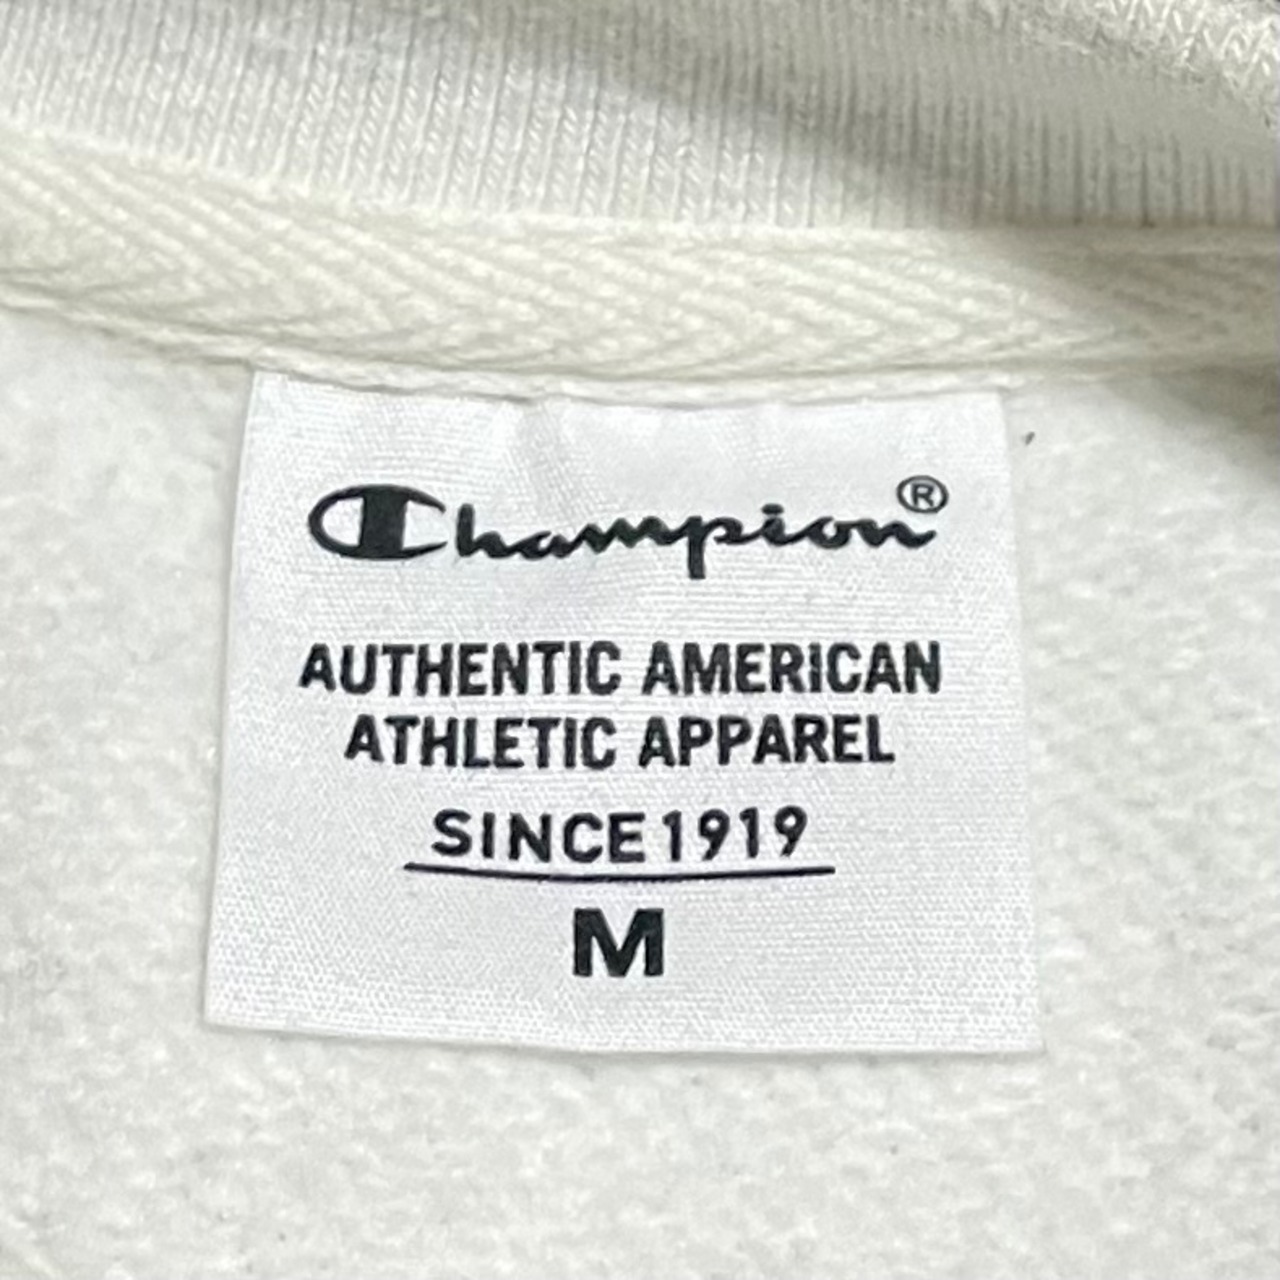 Champion®
AUTHENTIC AMERICAN
ATHLETIC APPAREL
SINCE 1919
M